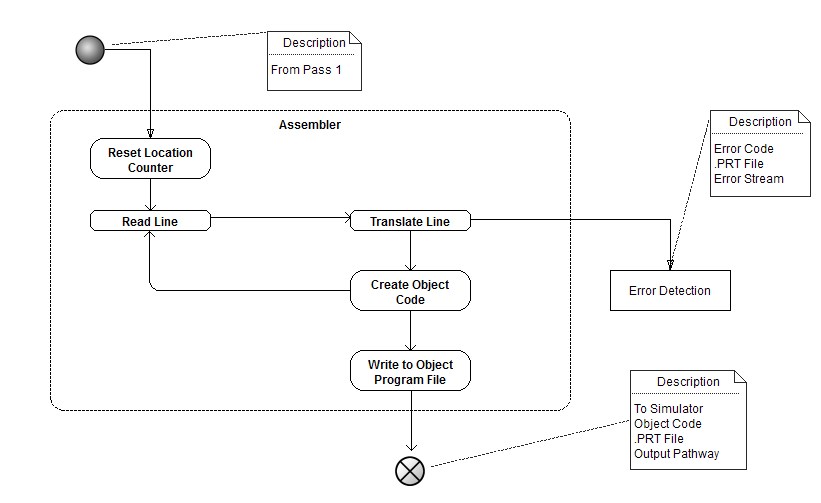 Description
From Pass 1
Assembler
Reset Location
Counter
Read Line
Translate Line
Create Object
Code
Write to Object
Program File
Description
Error Code
.PRT File
Error Stream
Error Detection
Description
To Simulator
Object Code
.PRT File
Output Pathway